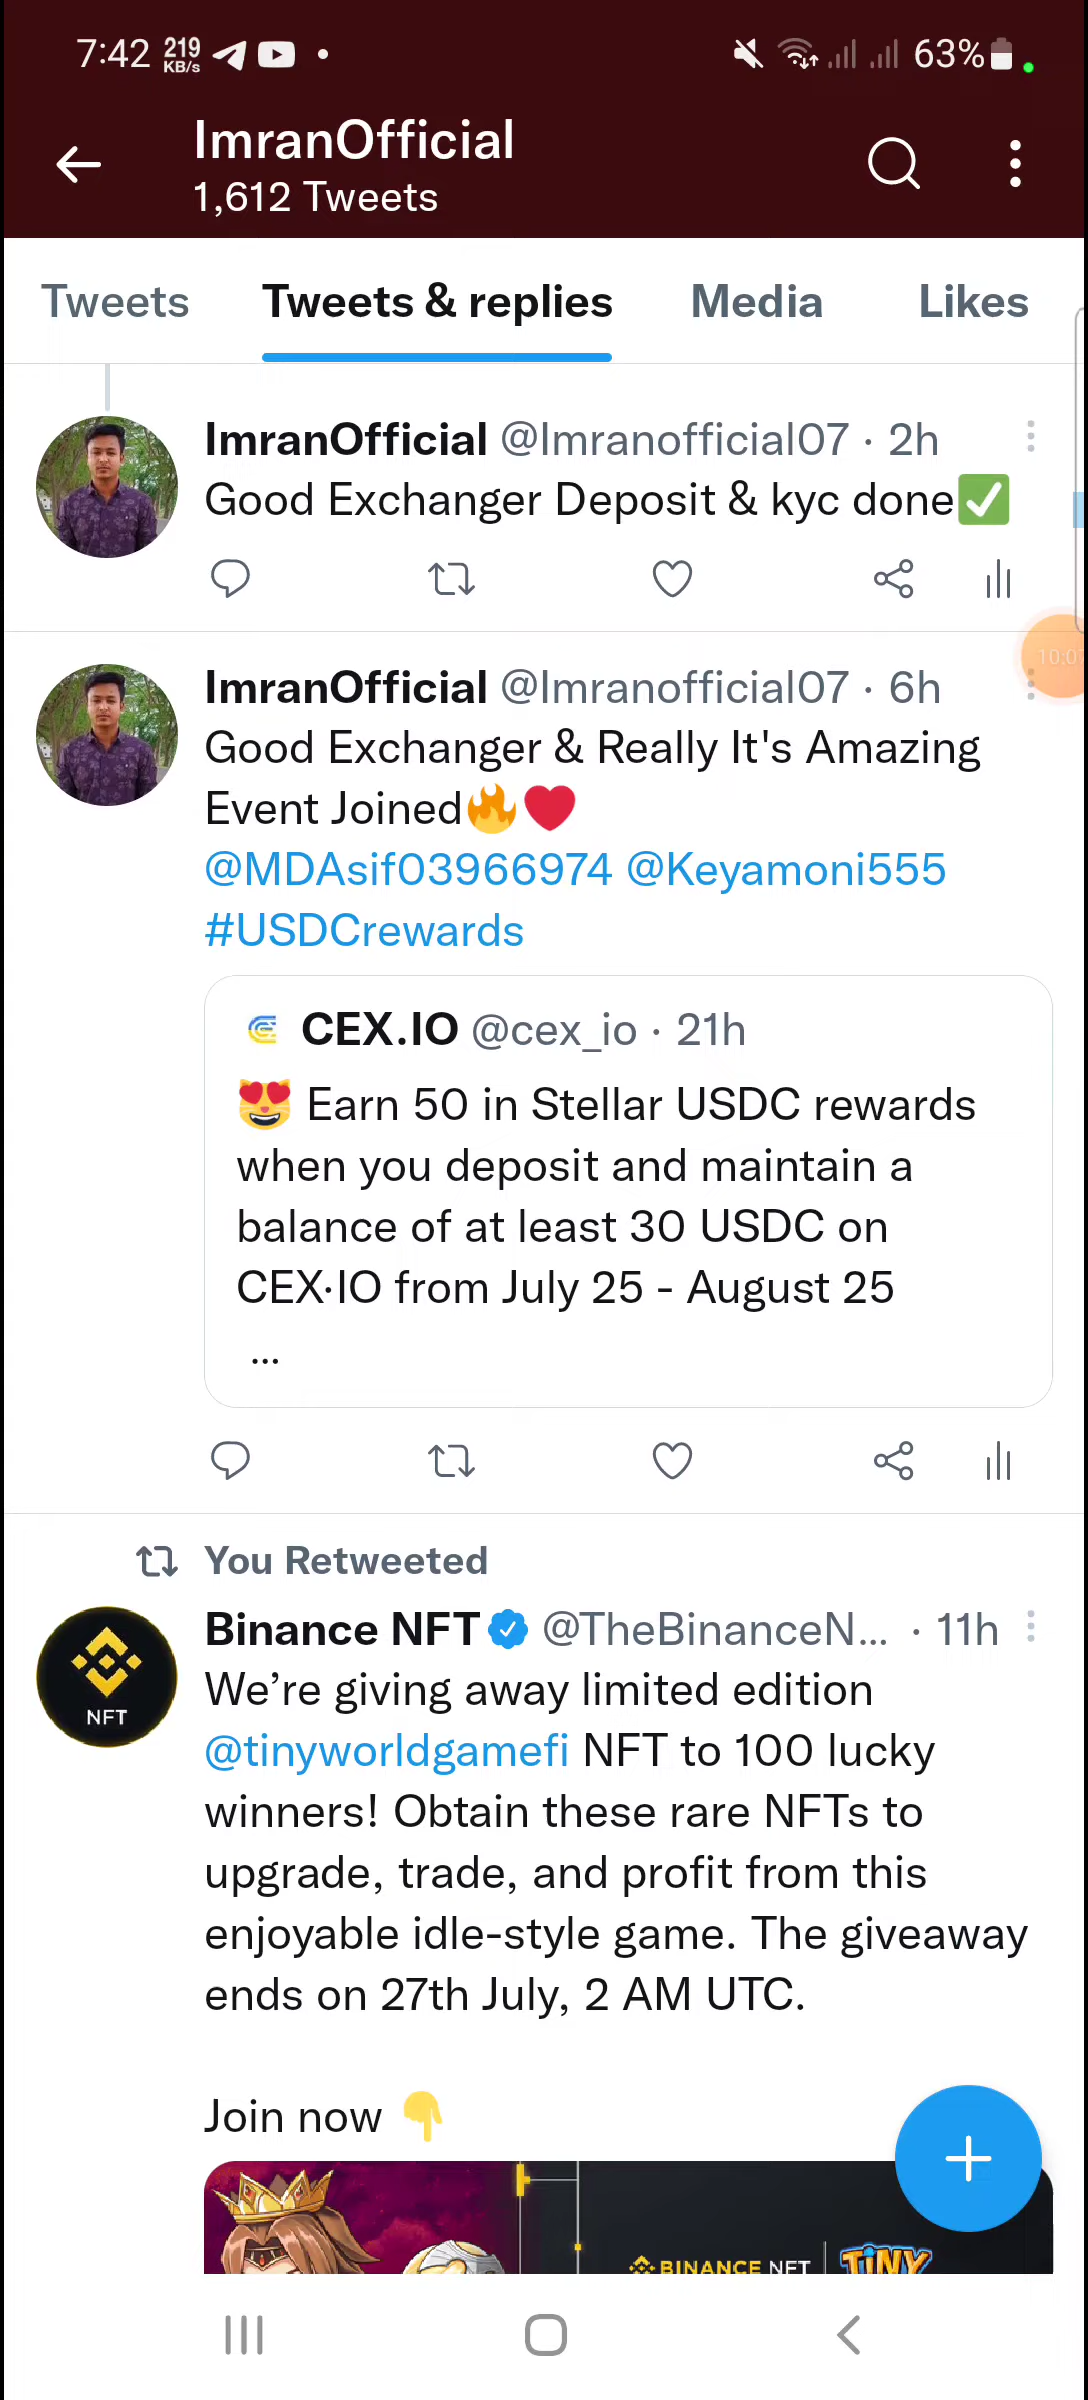 7:42 219 KB/s 63%
ImranOfficial
1,612 Tweets
Tweets Tweets & replies Media Likes
ImranOfficial @Imranofficial07 · 2h
Good Exchanger Deposit & kyc done✅
10:0
ImranOfficial @Imranofficial07 · 6h
Good Exchanger & Really It's Amazing
Event Joined🔥❤️
@MDAsif03966974 @Keyamoni555
#USDCrewards
CEX.IO @cex_io · 21h
😻 Earn 50 in Stellar USDC rewards
when you deposit and maintain a
balance of at least 30 USDC on
CEX·IO from July 25 - August 25
...
You Retweeted
Binance NFT @TheBinanceN... · 11h
NFT
We’re giving away limited edition
@tinyworldgamefi NFT to 100 lucky
winners! Obtain these rare NFTs to
upgrade, trade, and profit from this
enjoyable idle-style game. The giveaway
ends on 27th July, 2 AM UTC.
Join now 👇
BINANCE NFT | TINY